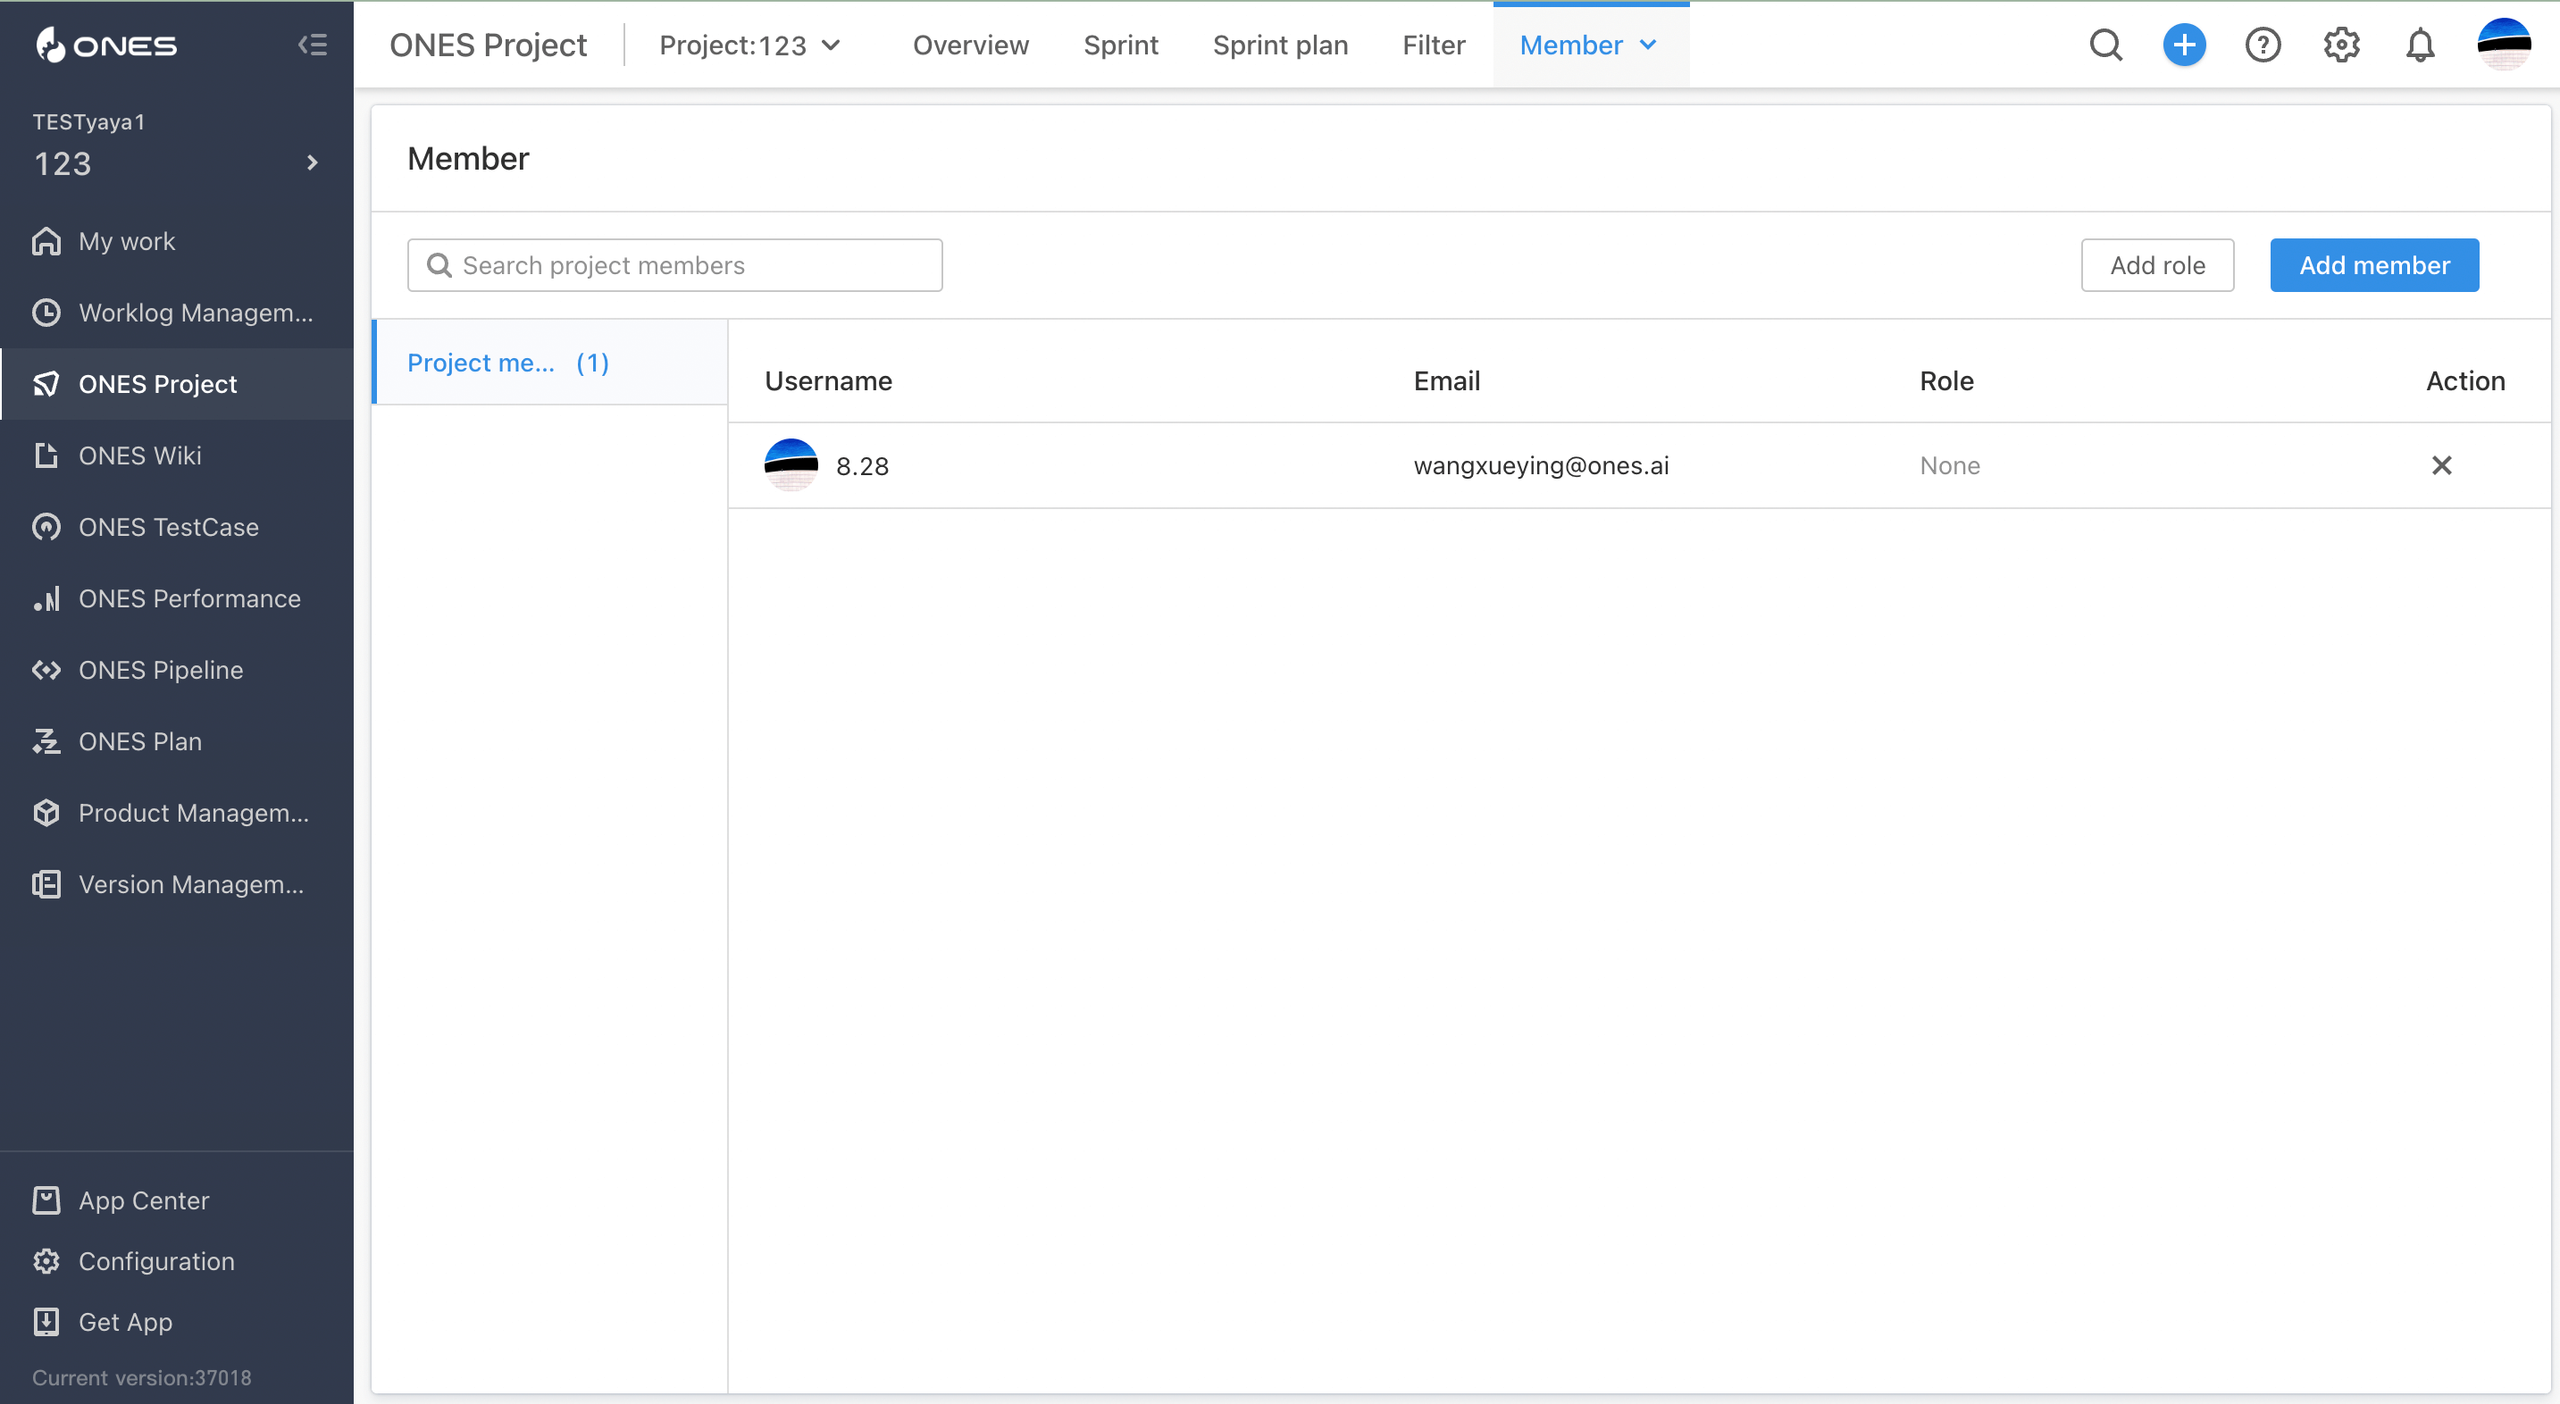 ONES
TESTyaya1
123
My work
Worklog Managem...
ONES Project
ONES Wiki
ONES TestCase
ONES Performance
ONES Pipeline
ONES Plan
Product Managem...
Version Managem...
App Center
Configuration
Get App
Current version:37018
ONES Project Project:123 Overview Sprint Sprint plan Filter Member
Member
Search project members Add role Add member
Project me... (1)
Username Email Role Action
8.28 wangxueying@ones.ai None